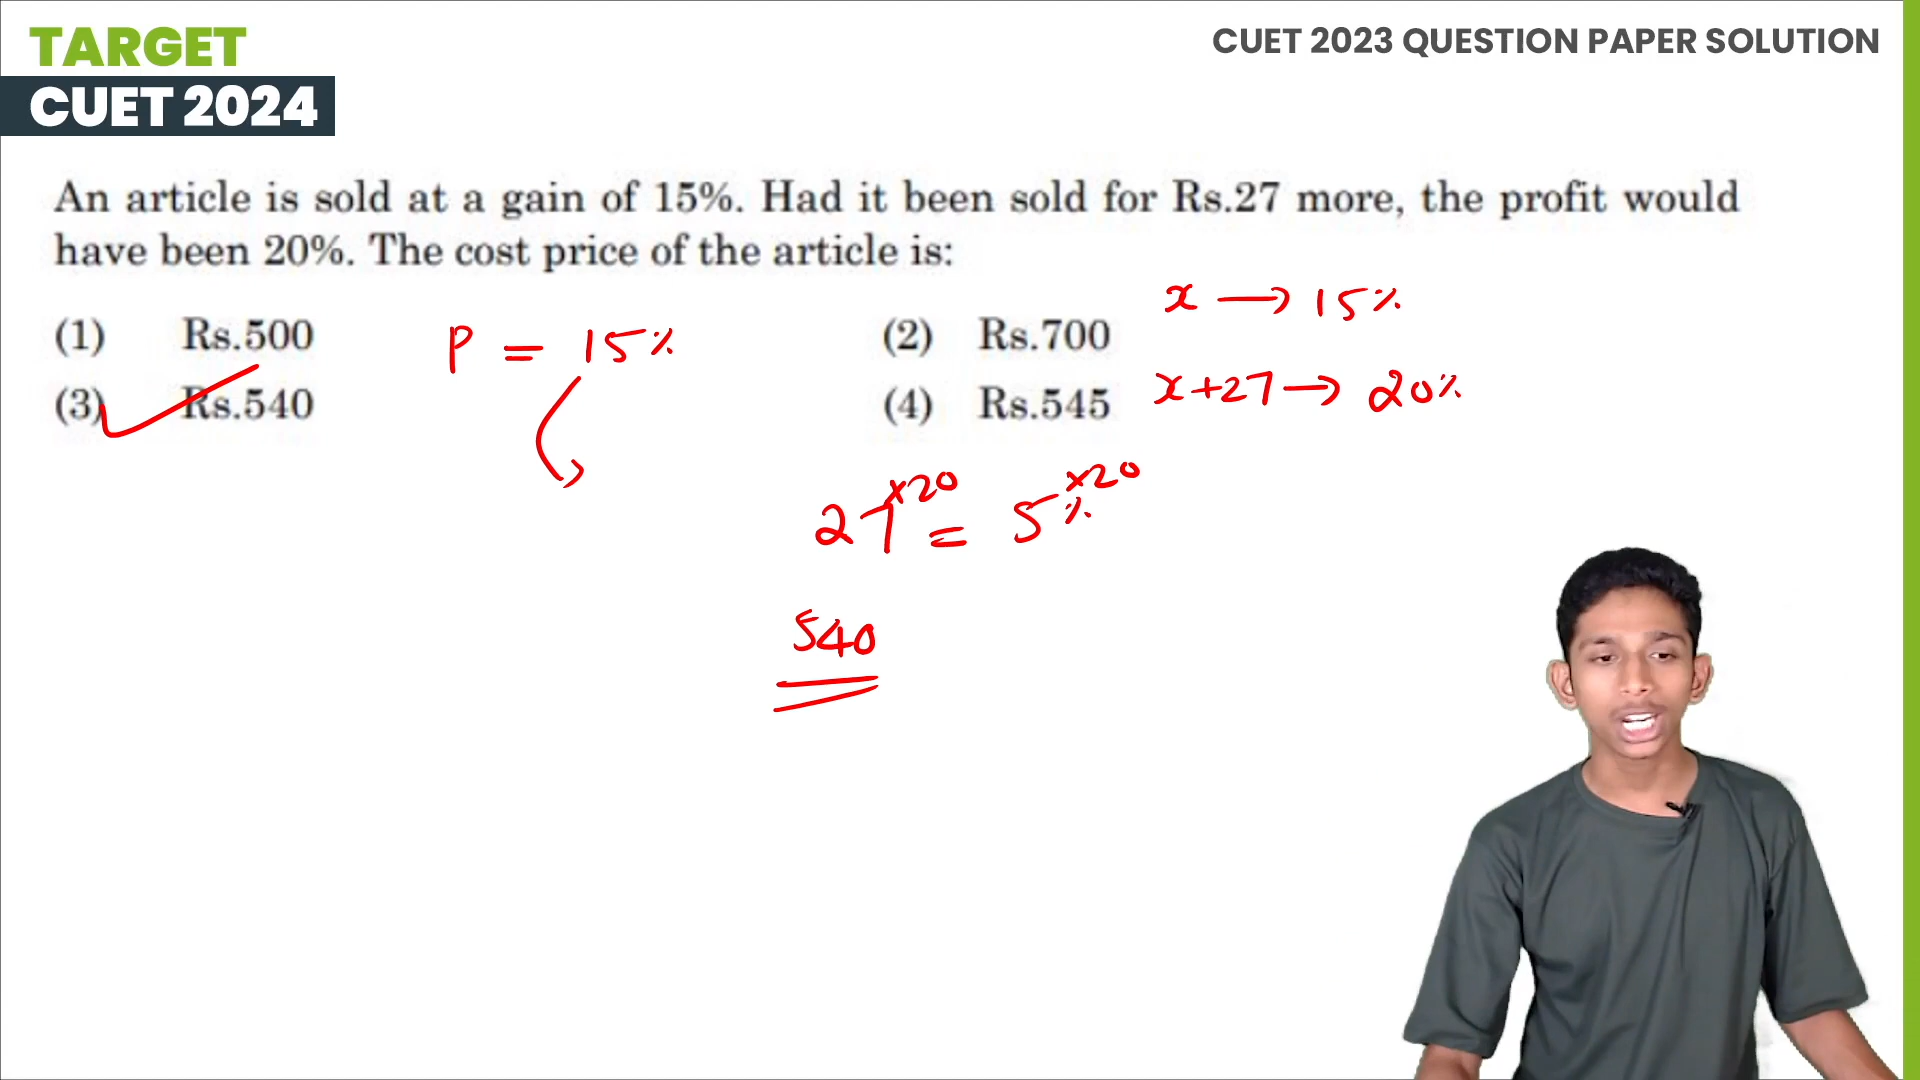 TARGET
CUET 2024
CUET 2023 QUESTION PAPER SOLUTION
An article is sold at a gain of 15%. Had it been sold for Rs.27 more, the profit would
have been 20%. The cost price of the article is:
(1) Rs.500
(2) Rs.700
(3) Rs.540
(4) Rs.545
P = 15%
x → 15%
x+27 → 20%
27 ×20 = 5% ×20
540